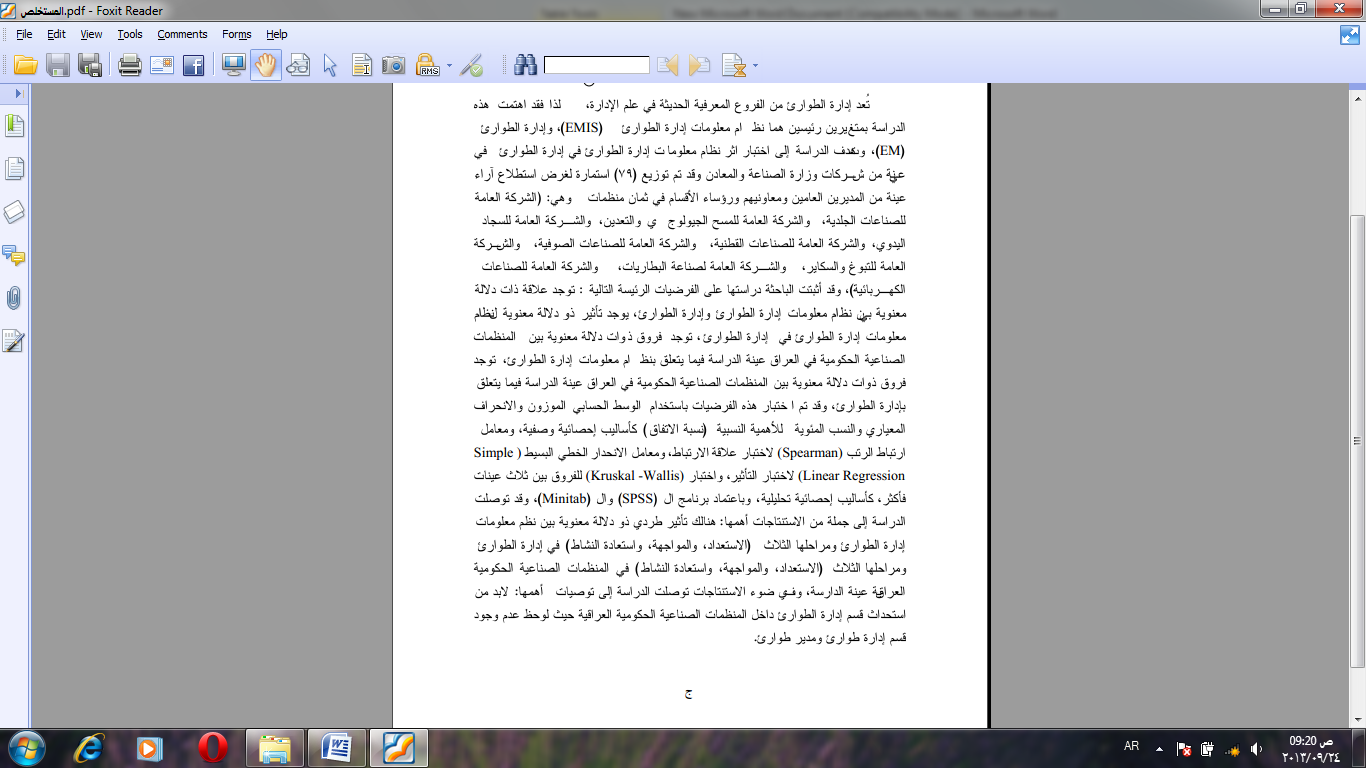 المستخلص.pdf - Foxit Reader
File Edit View Tools Comments Forms Help
RMS
تُعد إدارة الطوارئ من الفروع المعرفية الحديثة في علم الإدارة، لذا فقد اهتمت هذه
الدراسة بمتغيرين رئيسين هما نظام معلومات إدارة الطوارئ (EMIS)، وإدارة الطوارئ
(EM)، وتهدف الدراسة إلى اختبار اثر نظام معلومات إدارة الطوارئ في إدارة الطوارئ في
عينة من شركات وزارة الصناعة والمعادن وقد تم توزيع (٧٩) استمارة لغرض استطلاع آراء
عينة من المديرين العامين ومعاونيهم ورؤساء الأقسام في ثمان منظمات وهي: (الشركة العامة
للصناعات الجلدية، والشركة العامة للمسح الجيولوجي والتعدين، والشركة العامة للسجاد
اليدوي، والشركة العامة للصناعات القطنية، والشركة العامة للصناعات الصوفية، والشركة
العامة للتبوغ والسكاير، والشركة العامة لصناعة البطاريات، والشركة العامة للصناعات
الكهربائية)، وقد أثبتت الباحثة دراستها على الفرضيات الرئيسة التالية : توجد علاقة ذات دلالة
معنوية بين نظام معلومات إدارة الطوارئ وإدارة الطوارئ، يوجد تأثير ذو دلالة معنوية لنظام
معلومات إدارة الطوارئ في إدارة الطوارئ، توجد فروق ذوات دلالة معنوية بين المنظمات
الصناعية الحكومية في العراق عينة الدراسة فيما يتعلق بنظام معلومات إدارة الطوارئ، توجد
فروق ذوات دلالة معنوية بين المنظمات الصناعية الحكومية في العراق عينة الدراسة فيما يتعلق
بإدارة الطوارئ، وقد تم اختبار هذه الفرضيات باستخدام الوسط الحسابي الموزون والانحراف
المعياري والنسب المئوية للأهمية النسبية (نسبة الاتفاق) كأساليب إحصائية وصفية، ومعامل
ارتباط الرتب (Spearman) لاختبار علاقة الارتباط، ومعامل الانحدار الخطي البسيط (Simple
Linear Regression) لاختبار التأثير، واختبار (Kruskal -Wallis) للفروق بين ثلاث عينات
فأكثر، كأساليب إحصائية تحليلية، وباعتماد برنامج ال (SPSS) وال (Minitab)، وقد توصلت
الدراسة إلى جملة من الاستنتاجات أهمها: هنالك تأثير طردي ذو دلالة معنوية بين نظم معلومات
إدارة الطوارئ ومراحلها الثلاث (الاستعداد، والمواجهة، واستعادة النشاط) في إدارة الطوارئ
ومراحلها الثلاث (الاستعداد، والمواجهة، واستعادة النشاط) في المنظمات الصناعية الحكومية
العراقية عينة الدارسة، وفي ضوء الاستنتاجات توصلت الدراسة إلى توصيات أهمها: لابد من
استحداث قسم إدارة الطوارئ داخل المنظمات الصناعية الحكومية العراقية حيث لوحظ عدم وجود
قسم إدارة طوارئ ومدير طوارئ.
ج
AR
09:20 ص
٢٠١٣/٠٩/٢٤